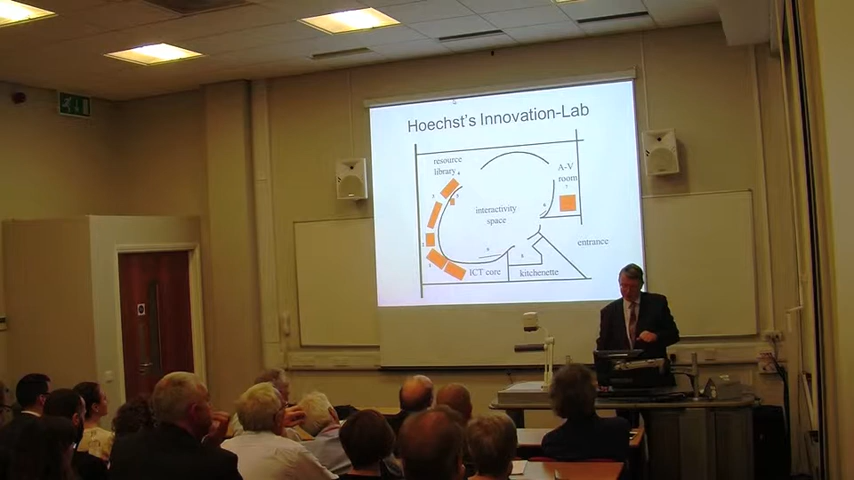 Hoechst's Innovation-Lab
resource
library
A-V
room
interactivity
space
entrance
ICT core
kitchenette